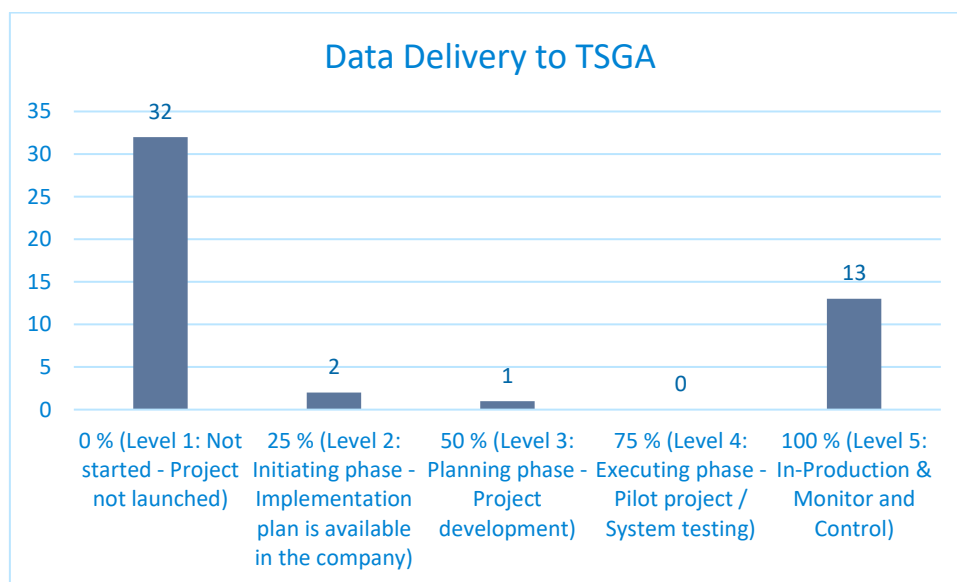 Data Delivery to TSGA
35
30
25
20
15
10
5
0
32
2
1
0
13
0 % (Level 1: Not
started - Project
not launched)
25 % (Level 2:
Initiating phase -
Implementation
plan is available
in the company)
50 % (Level 3:
Planning phase -
Project
development)
75 % (Level 4:
Executing phase -
Pilot project /
System testing)
100 % (Level 5:
In-Production &
Monitor and
Control)